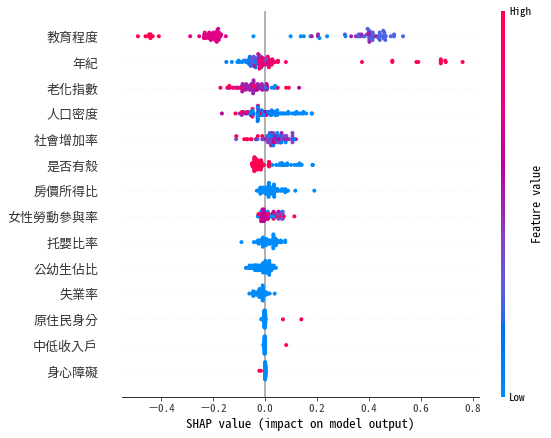 High
教育程度
年紀
老化指數
人口密度
社會增加率
是否有殼
房價所得比
女性勞動參與率
托嬰比率
公幼生佔比
失業率
原住民身分
中低收入戶
身心障礙
Feature value
Low
−0.4 −0.2 0.0 0.2 0.4 0.6 0.8
SHAP value (impact on model output)